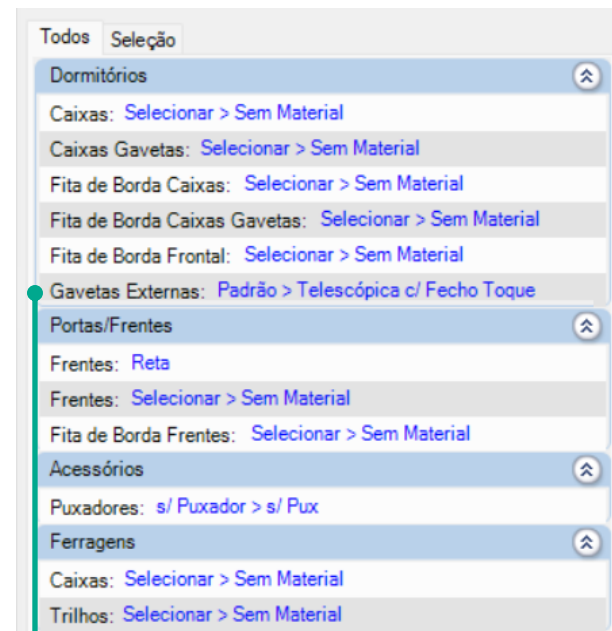 Todos Seleção
Dormitórios
Caixas: Selecionar > Sem Material
Caixas Gavetas: Selecionar > Sem Material
Fita de Borda Caixas: Selecionar > Sem Material
Fita de Borda Caixas Gavetas: Selecionar > Sem Material
Fita de Borda Frontal: Selecionar > Sem Material
Gavetas Externas: Padrão > Telescópica c/ Fecho Toque
Portas/Frentes
Frentes: Reta
Frentes: Selecionar > Sem Material
Fita de Borda Frentes: Selecionar > Sem Material
Acessórios
Puxadores: s/ Puxador > s/ Pux
Ferragens
Caixas: Selecionar > Sem Material
Trilhos: Selecionar > Sem Material